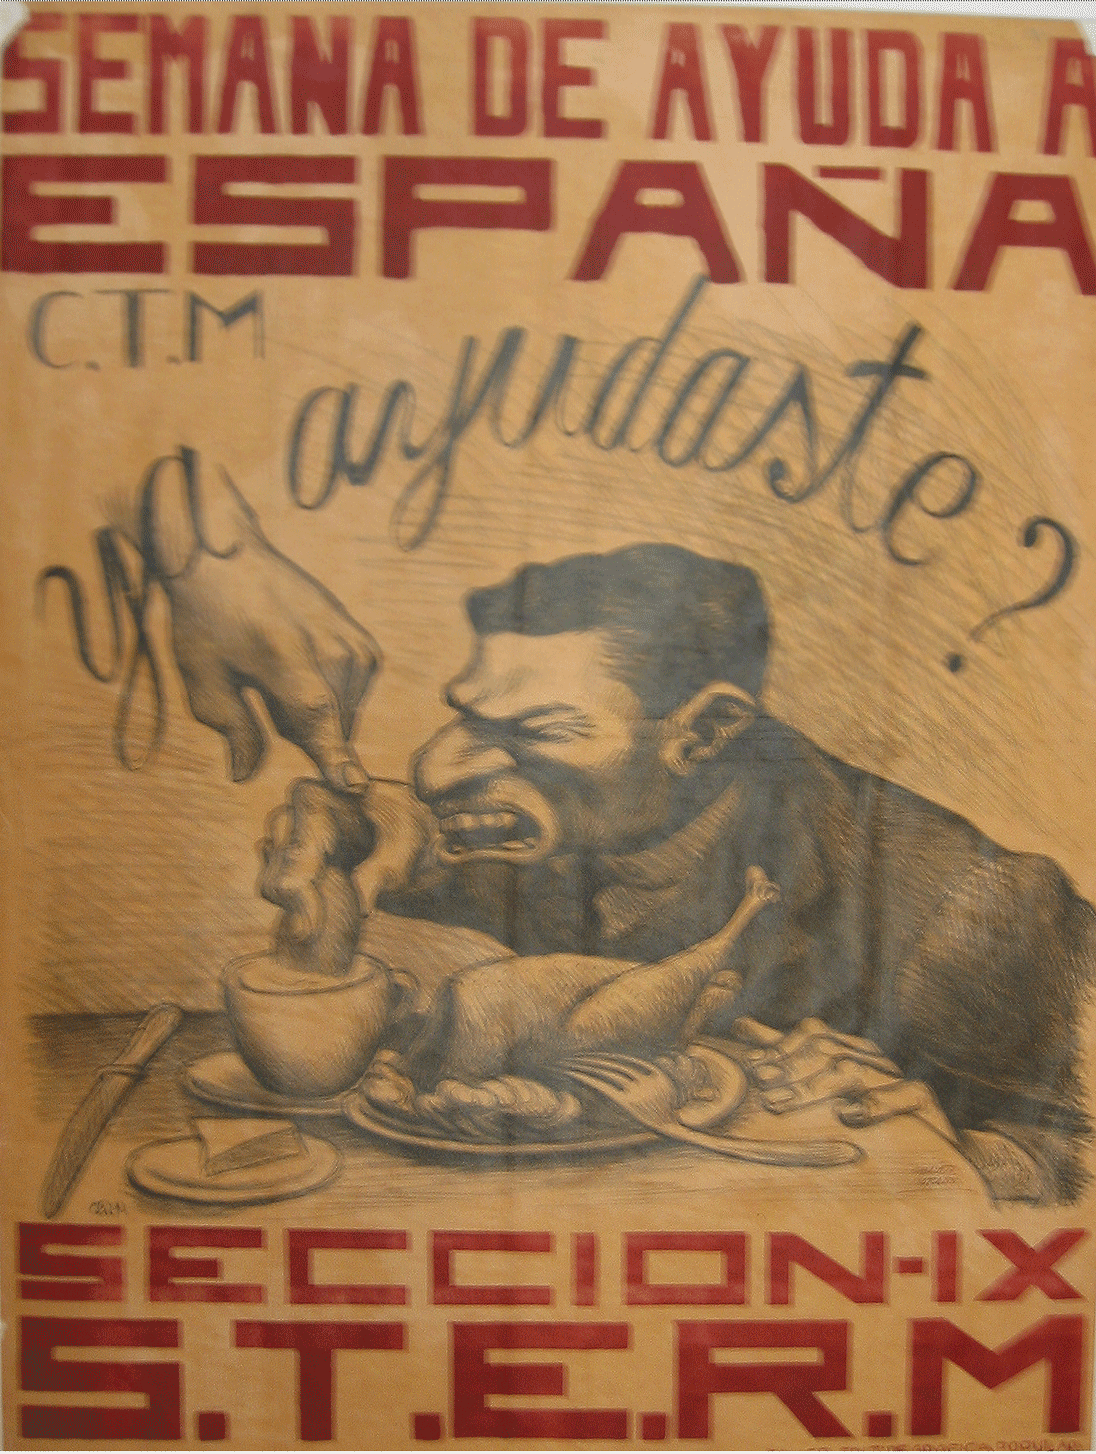 SEMANA DE AYUDA A
ESPAÑA
C.T.M
ya ayudaste?
SECCION-IX
S.T.E.R.M